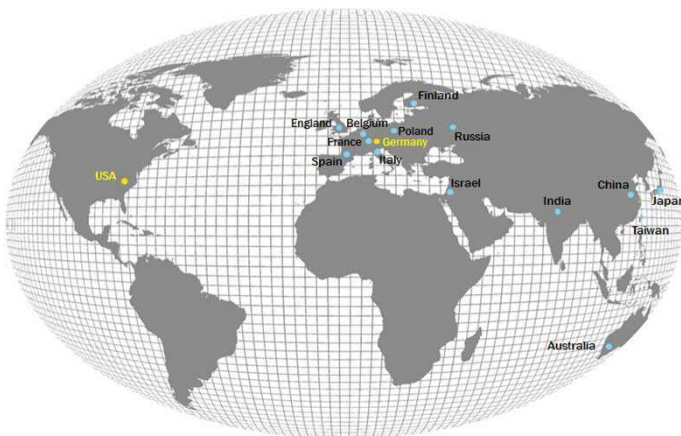 Finland
England
Belgium
Poland
Russia
France
Germany
Spain
Italy
USA
Israel
China
India
Japan
Taiwan
Australia